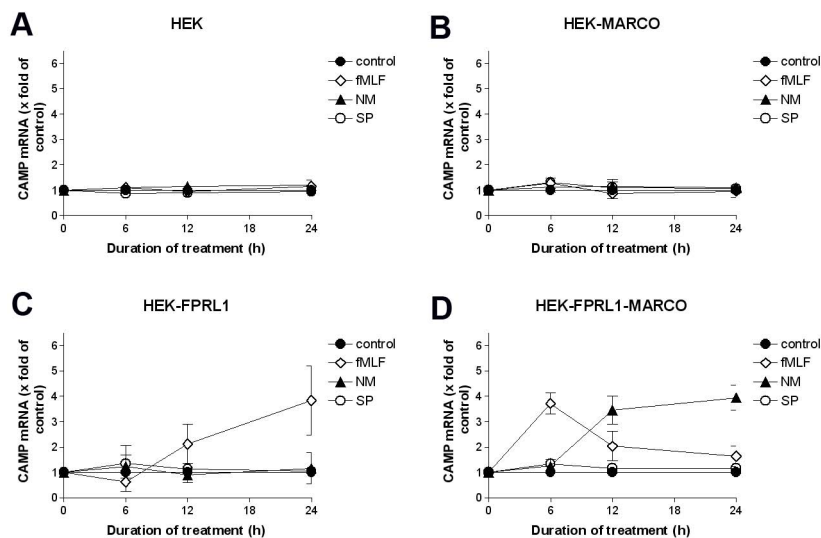 A
HEK
CAMP mRNA (x fold of
control)
6
5
4
3
2
1
0
0 6 12 18 24
Duration of treatment (h)
control
fMLF
NM
SP
B
HEK-MARCO
CAMP mRNA (x fold of
control)
6
5
4
3
2
1
0
0 6 12 18 24
Duration of treatment (h)
control
fMLF
NM
SP
C
HEK-FPRL1
CAMP mRNA (x fold of
control)
6
5
4
3
2
1
0
0 6 12 18 24
Duration of treatment (h)
control
fMLF
NM
SP
D
HEK-FPRL1-MARCO
CAMP mRNA (x fold of
control)
6
5
4
3
2
1
0
0 6 12 18 24
Duration of treatment (h)
control
fMLF
NM
SP